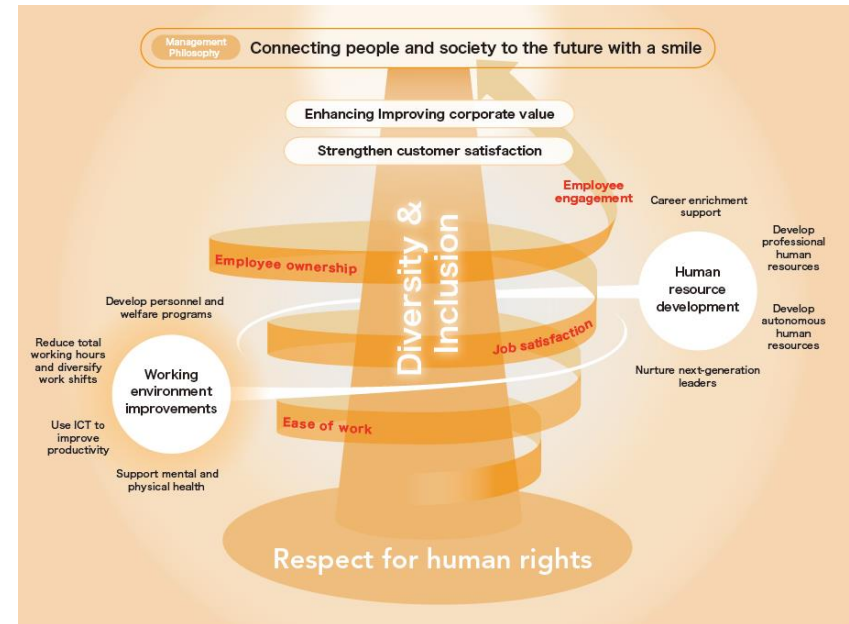 Management
Philosophy
Connecting people and society to the future with a smile
Enhancing Improving corporate value
Strengthen customer satisfaction
Employee
engagement
Career enrichment
support
Develop
professional
human
resources
Human
resource
development
Develop
autonomous
human
resources
Nurture next-generation
leaders
Diversity &
Inclusion
Employee ownership
Job satisfaction
Ease of work
Develop personnel and
welfare programs
Reduce total
working hours
and diversify
work shifts
Working
environment
improvements
Use ICT to
improve
productivity
Support mental and
physical health
Respect for human rights